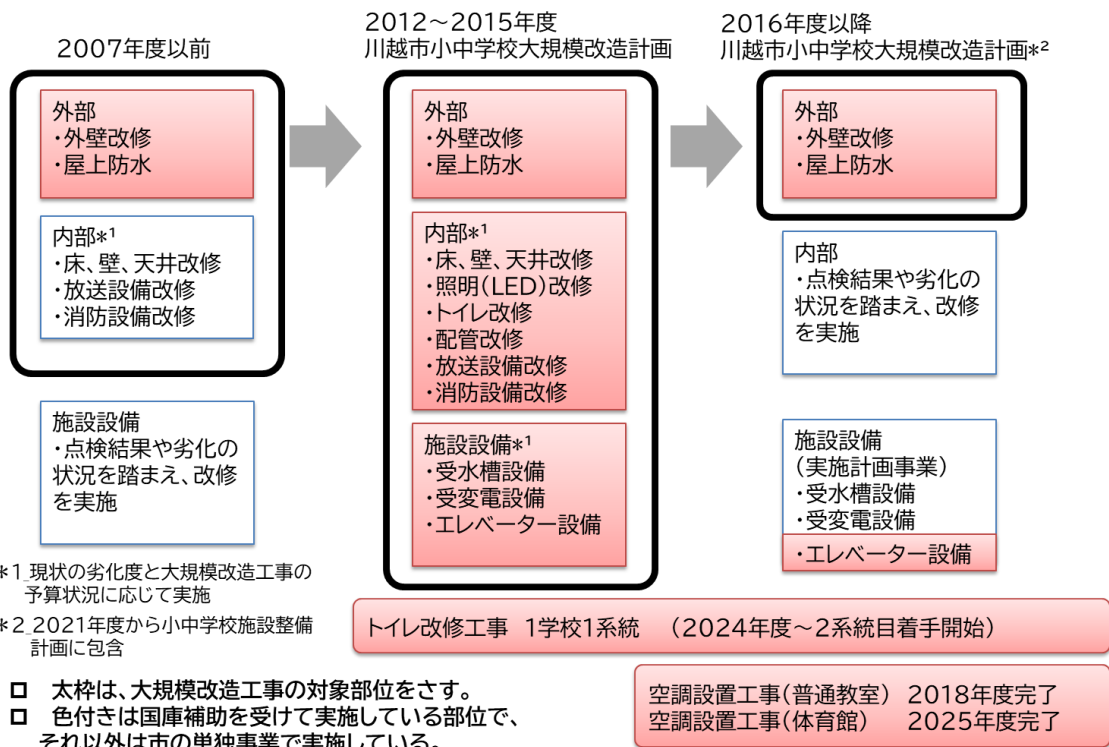 2007年度以前
外部
・外壁改修
・屋上防水
内部*¹
・床、壁、天井改修
・放送設備改修
・消防設備改修
施設設備
・点検結果や劣化の
状況を踏まえ、改修
を実施
2012～2015年度
川越市小中学校大規模改造計画
外部
・外壁改修
・屋上防水
内部*¹
・床、壁、天井改修
・照明(LED)改修
・トイレ改修
・配管改修
・放送設備改修
・消防設備改修
施設設備*¹
・受水槽設備
・受変電設備
・エレベーター設備
2016年度以降
川越市小中学校大規模改造計画*²
外部
・外壁改修
・屋上防水
内部
・点検結果や劣化の
状況を踏まえ、改修
を実施
施設設備
（実施計画事業）
・受水槽設備
・受変電設備
・エレベーター設備
*1_現状の劣化度と大規模改造工事の
予算状況に応じて実施
*2_2021年度から小中学校施設整備
計画に包含
トイレ改修工事 1学校1系統 （2024年度～2系統目着手開始）
空調設置工事(普通教室) 2018年度完了
空調設置工事(体育館) 2025年度完了
□ 太枠は、大規模改造工事の対象部位をさす。
□ 色付きは国庫補助を受けて実施している部位で、
それ以外は市の単独事業で実施している。